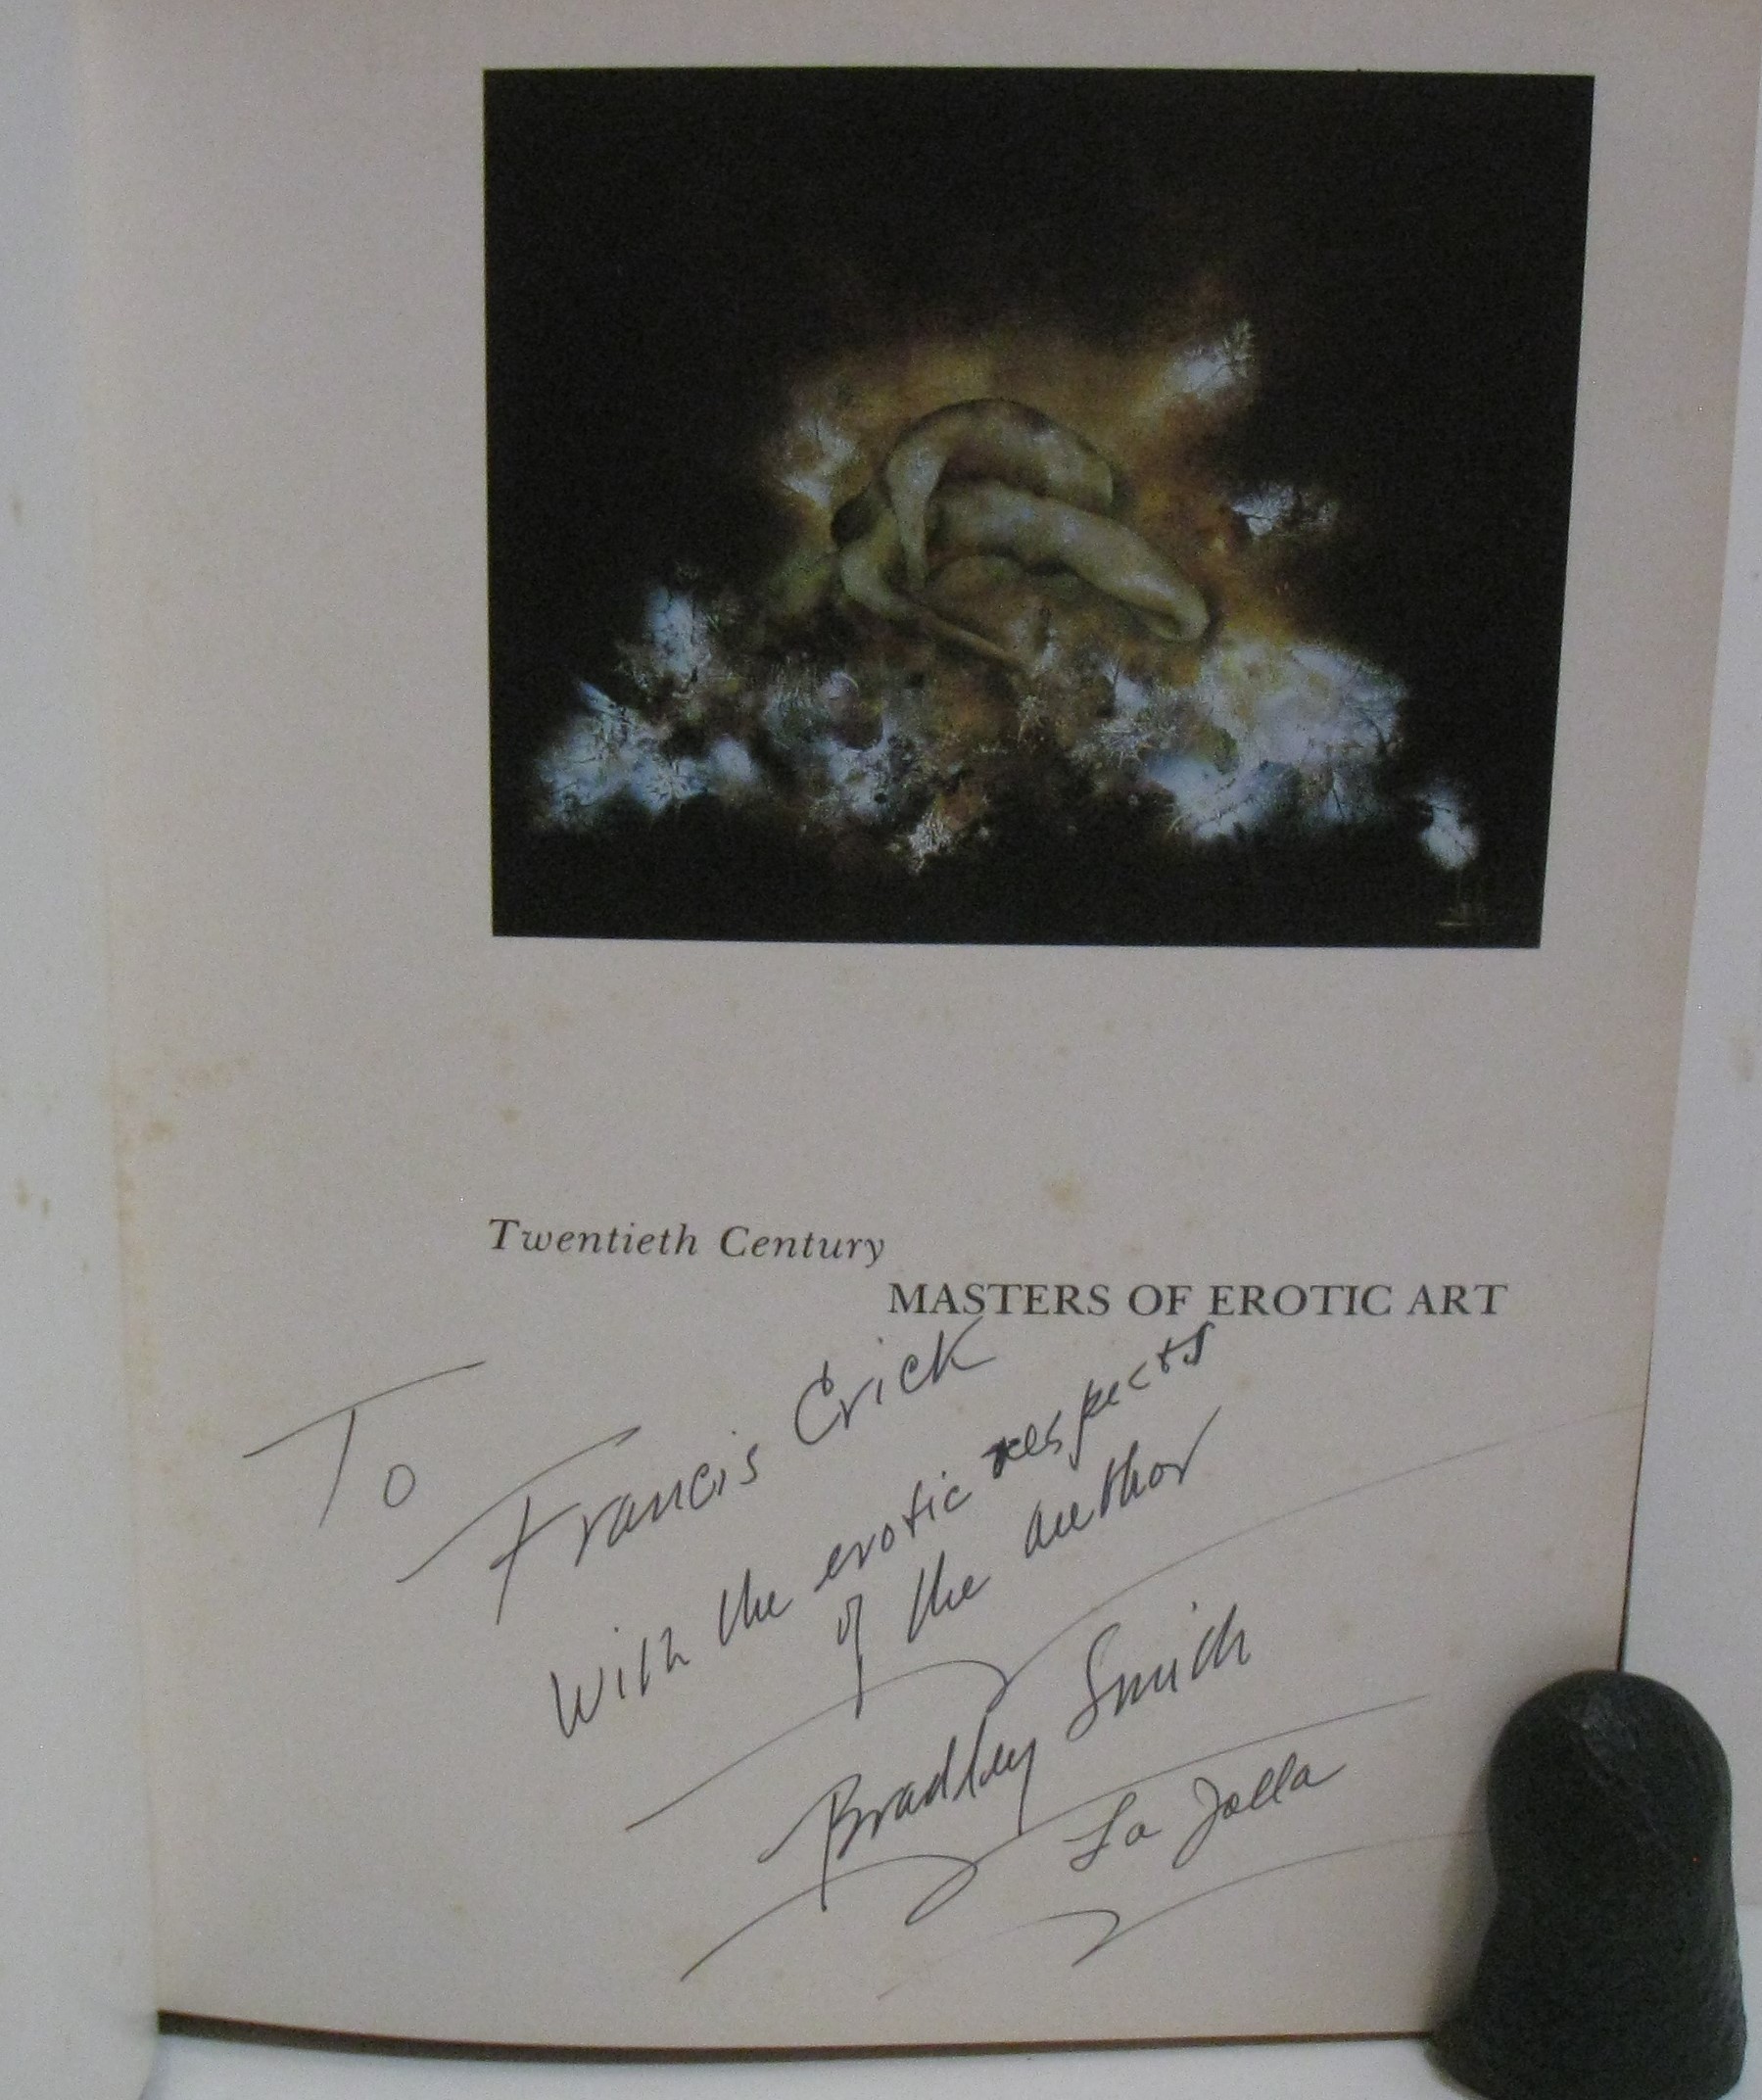 Twentieth Century
MASTERS OF EROTIC ART
To
Francis Crick
With the erotic respects
of the author
Bradley Smith
La Jolla